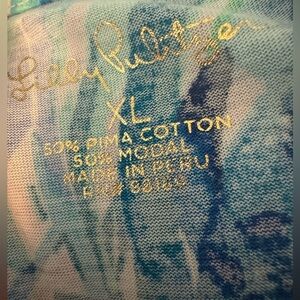 Lilly Pulitzer
XL
50% PIMA COTTON
50% MODAL
MADE IN PERU